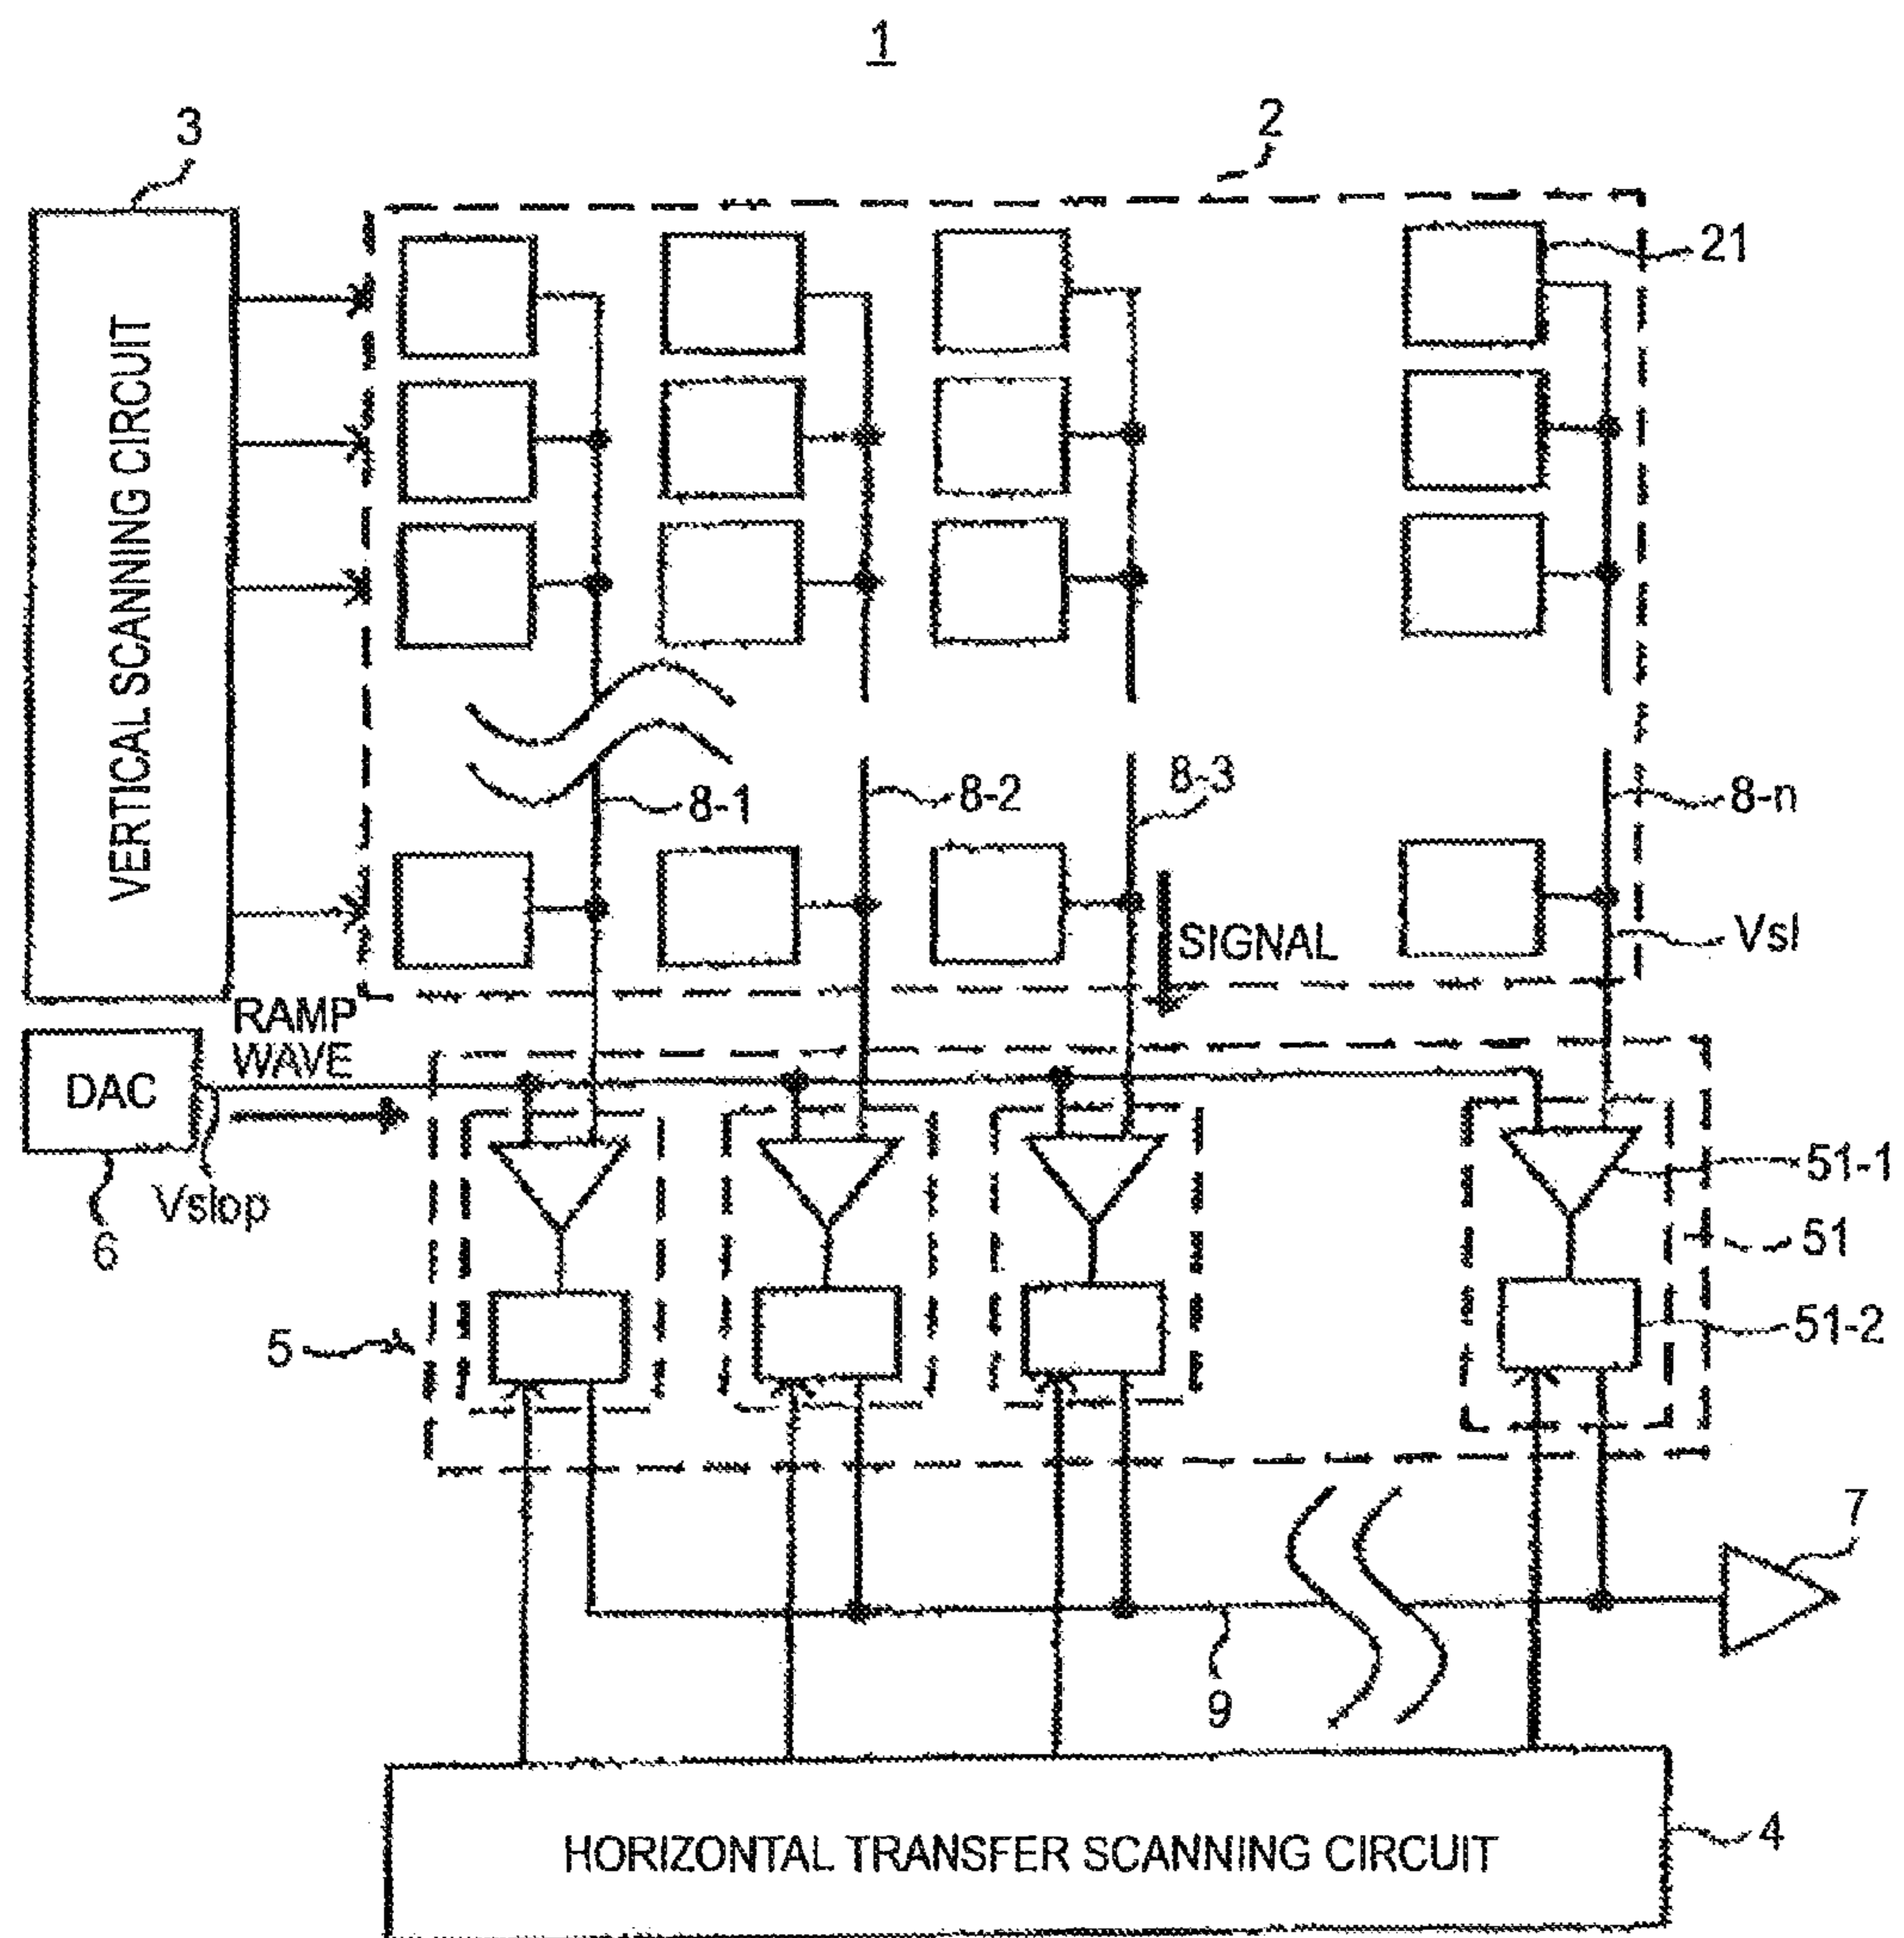 1
3
2
21
VERTICAL SCANNING CIRCUIT
8-1
8-2
8-3
8-n
SIGNAL
Vsl
RAMP
WAVE
DAC
Vslop
6
51-1
51
51-2
5
7
9
HORIZONTAL TRANSFER SCANNING CIRCUIT
4